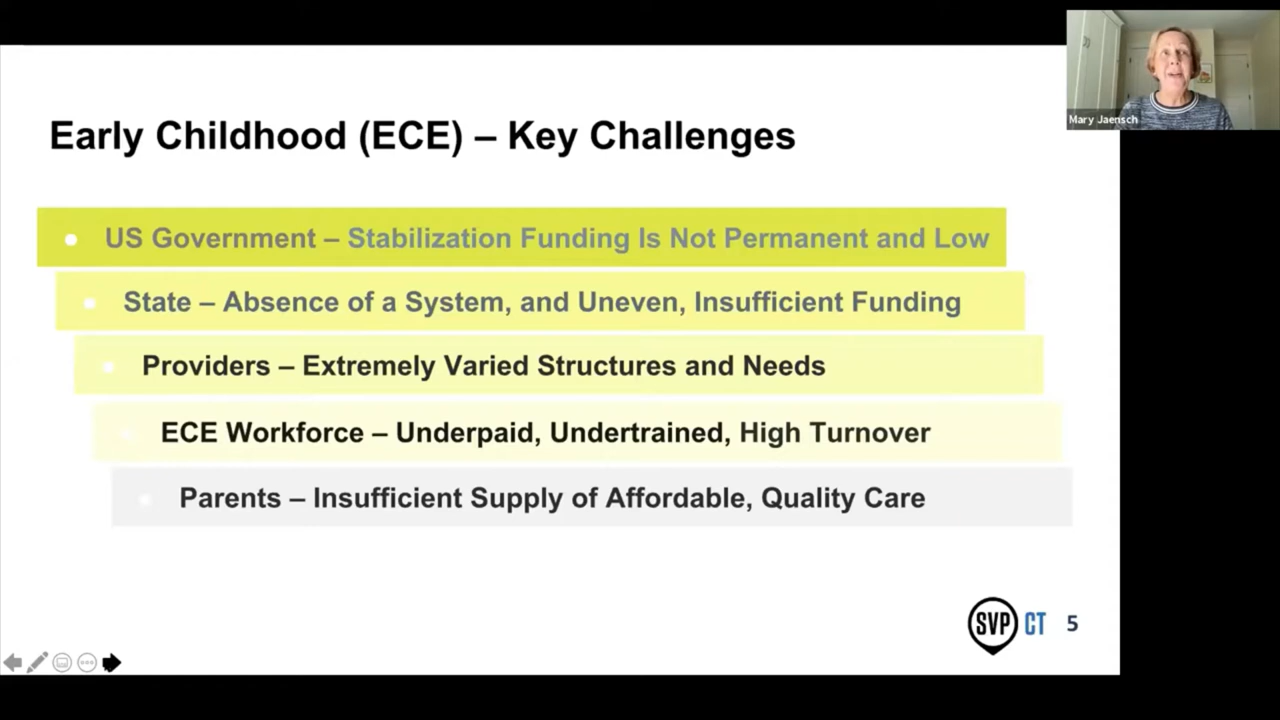 Mary Jaensch
Early Childhood (ECE) – Key Challenges
US Government – Stabilization Funding Is Not Permanent and Low
State – Absence of a System, and Uneven, Insufficient Funding
Providers – Extremely Varied Structures and Needs
ECE Workforce – Underpaid, Undertrained, High Turnover
Parents – Insufficient Supply of Affordable, Quality Care
SVP CT 5